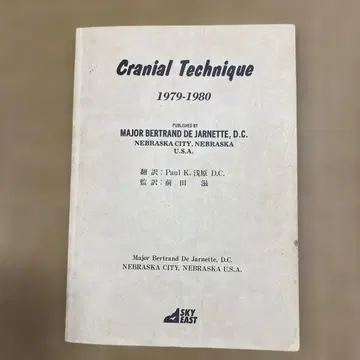 Cranial Technique
1979-1980
PUBLISHED BY
MAJOR BERTRAND DE JARNETTE, D.C.
NEBRASKA CITY, NEBRASKA
U.S.A.
翻訳：Paul K. 浅原 D.C.
監訳：前田 滋
Major Bertrand De Jarnette, D.C.
NEBRASKA CITY, NEBRASKA U.S.A.
SKY
EAST